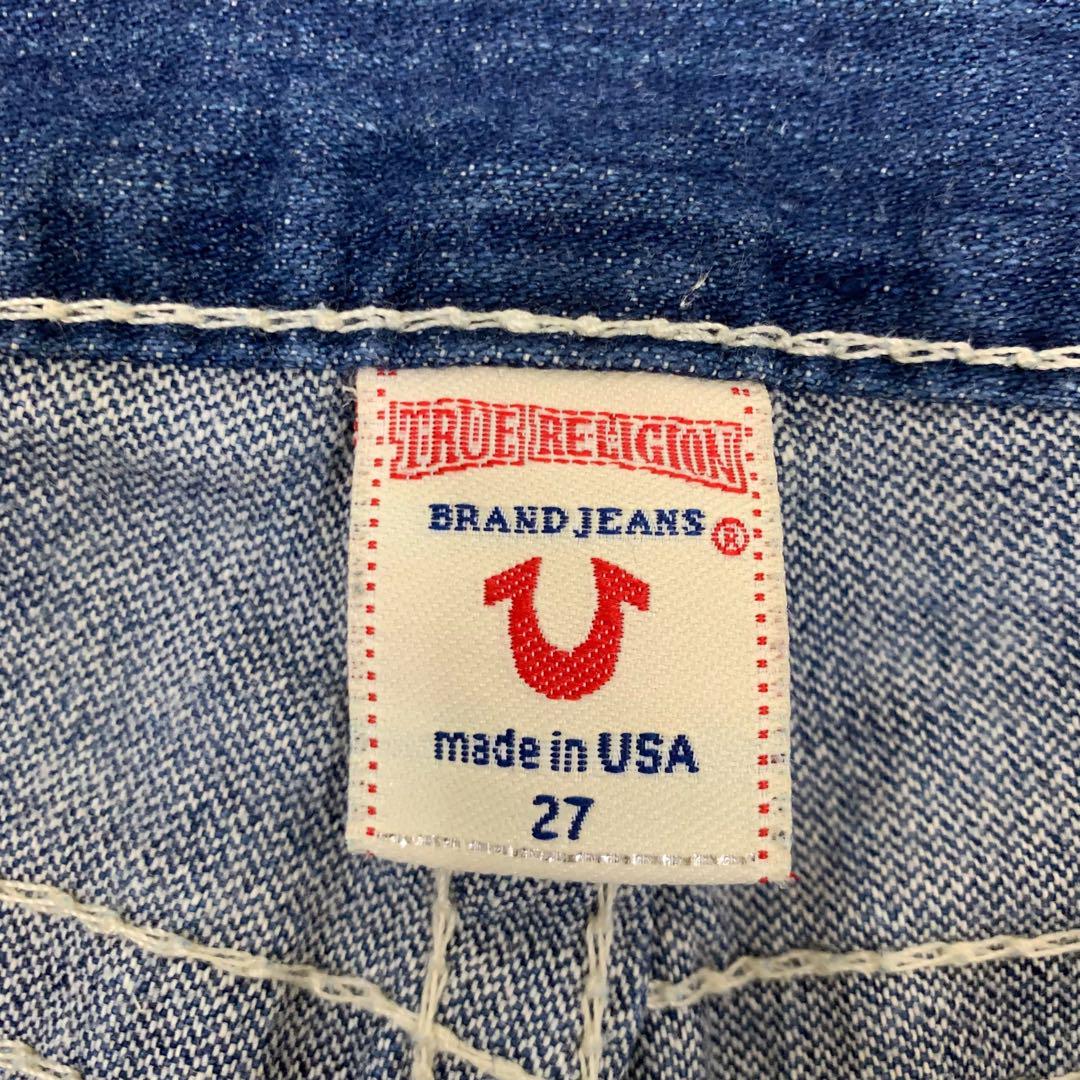 TRUE RELIGION
BRAND JEANS ®
made in USA
27